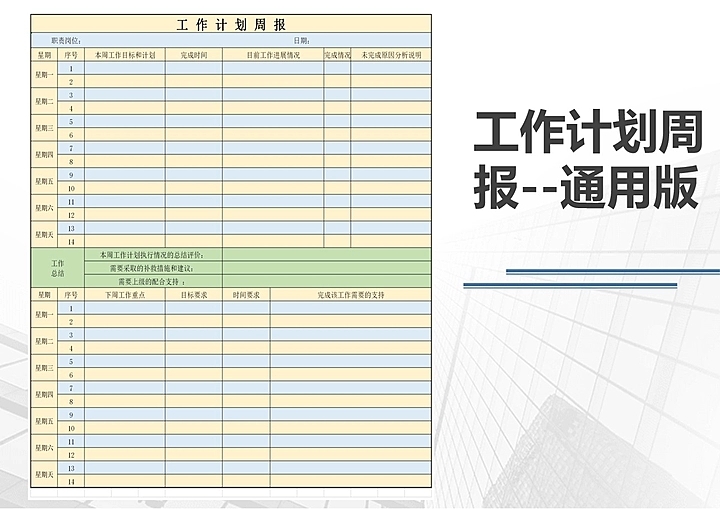 工作计划周报
职责岗位： 日期：
星期 序号 本周工作目标和计划 完成时间 目前工作进展情况 完成情况 未完成原因分析说明
星期一 1
2
星期二 3
4
星期三 5
6
星期四 7
8
星期五 9
10
星期六 11
12
星期天 13
14
工作
总结
本周工作计划执行情况的总结评价：
需要采取的补救措施和建议：
需要上级的配合支持 ：
星期 序号 下周工作重点 目标要求 时间要求 完成该工作需要的支持
星期一 1
2
星期二 3
4
星期三 5
6
星期四 7
8
星期五 9
10
星期六 11
12
星期天 13
14
工作计划周
报--通用版